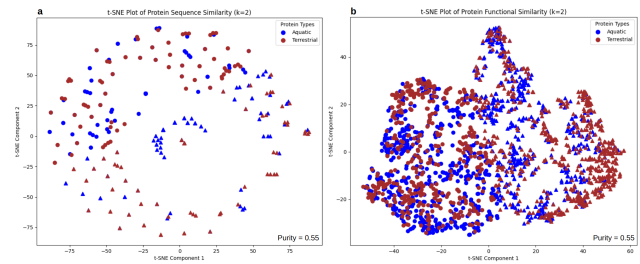 a
t-SNE Plot of Protein Sequence Similarity (k=2)
Protein Types
Aquatic
Terrestrial
75
50
25
0
−25
−50
−75
t-SNE Component 2
−75
−50
−25
0
25
50
75
t-SNE Component 1
Purity = 0.55
b
t-SNE Plot of Protein Functional Similarity (k=2)
Protein Types
Aquatic
Terrestrial
40
20
0
−20
t-SNE Component 2
−40
−20
0
20
40
60
t-SNE Component 1
Purity = 0.55